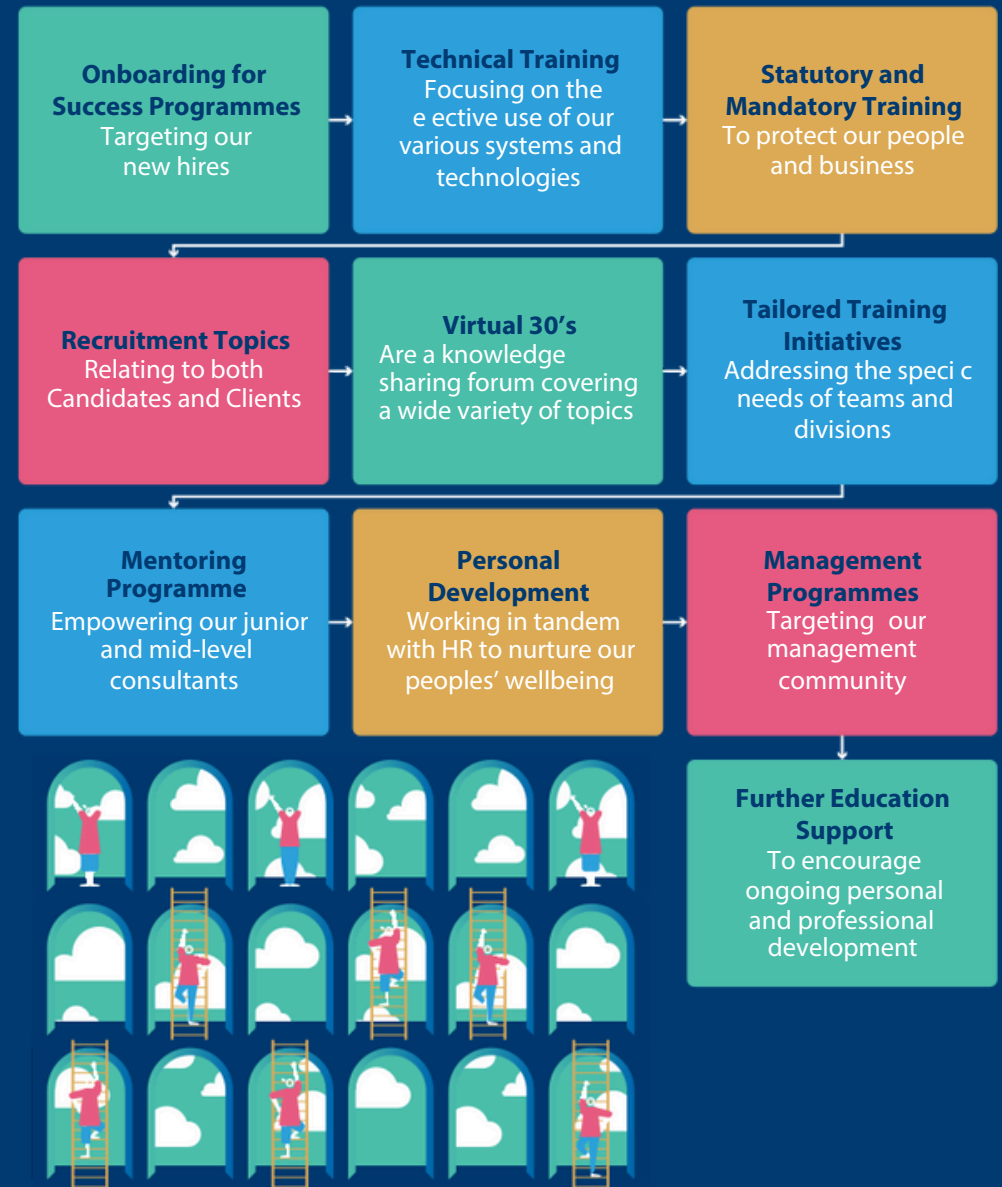 Onboarding for
Success Programmes
Targeting our
new hires
Technical Training
Focusing on the
e ective use of our
various systems and
technologies
Statutory and
Mandatory Training
To protect our people
and business
Recruitment Topics
Relating to both
Candidates and Clients
Virtual 30’s
Are a knowledge
sharing forum covering
a wide variety of topics
Tailored Training
Initiatives
Addressing the speci c
needs of teams and
divisions
Mentoring
Programme
Empowering our junior
and mid-level
consultants
Personal
Development
Working in tandem
with HR to nurture our
peoples’ wellbeing
Management
Programmes
Targeting our
management
community
Further Education
Support
To encourage
ongoing personal
and professional
development